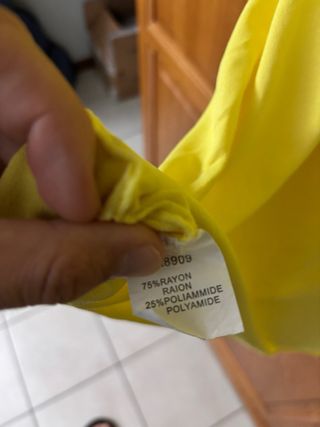 8909
75%RAYON
RAION
25%POLIAMMIDE
POLYAMIDE